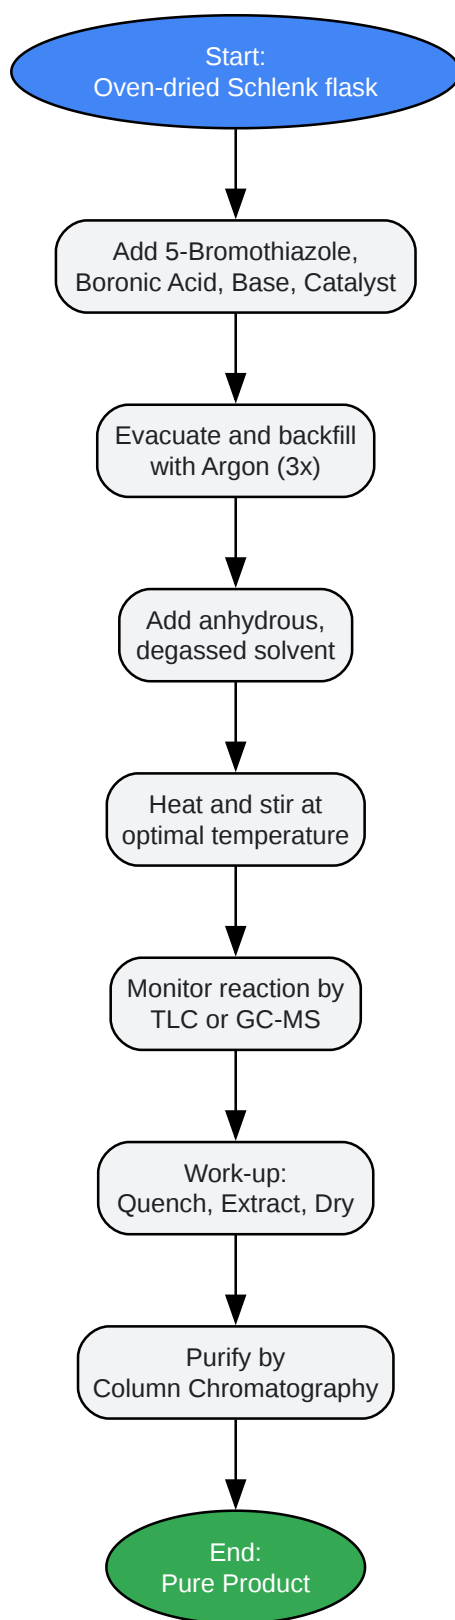 Start:
Oven-dried Schlenk flask
Add 5-Bromothiazole,
Boronic Acid, Base, Catalyst
Evacuate and backfill
with Argon (3x)
Add anhydrous,
degassed solvent
Heat and stir at
optimal temperature
Monitor reaction by
TLC or GC-MS
Work-up:
Quench, Extract, Dry
Purify by
Column Chromatography
End:
Pure Product